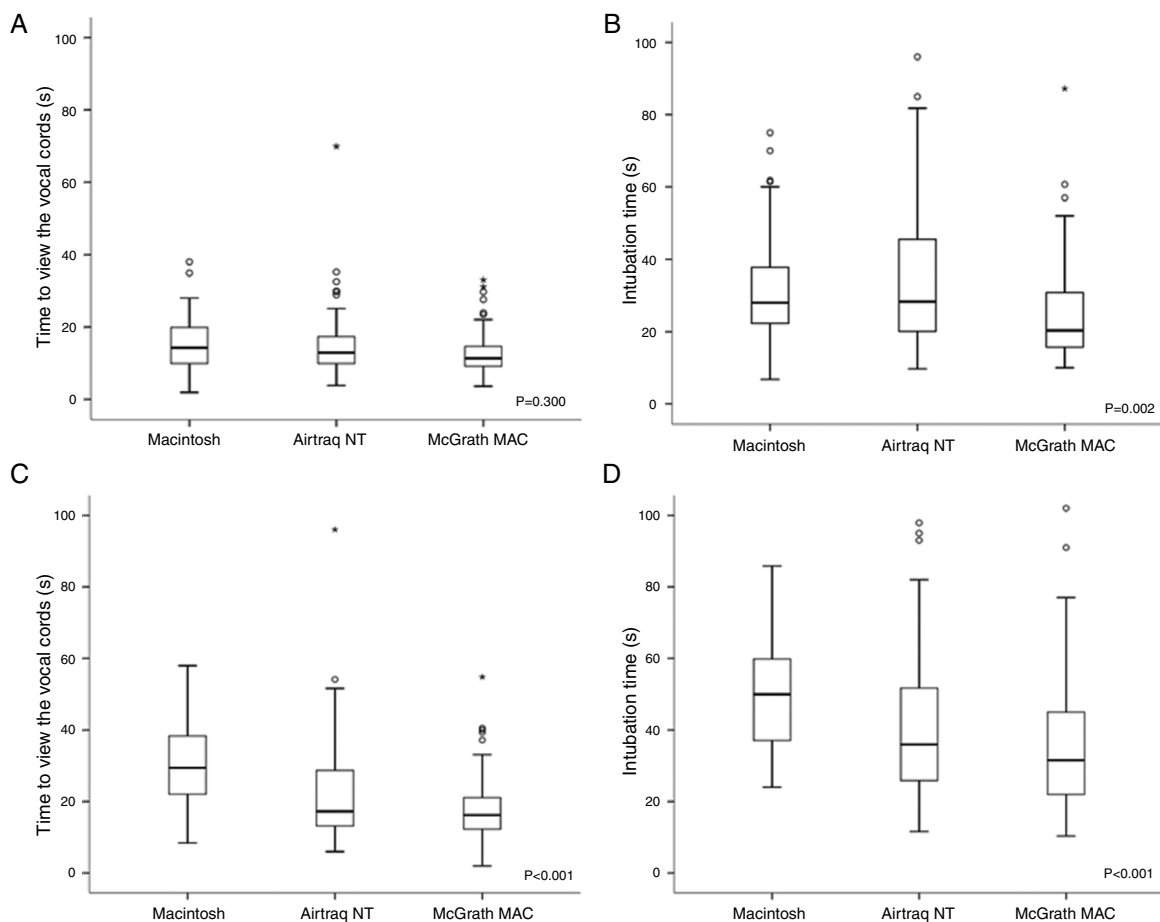 A
Time to view the vocal cords (s)
100
80
60
40
20
0
P=0.300
Macintosh Airtraq NT McGrath MAC
B
Intubation time (s)
100
80
60
40
20
0
P=0.002
Macintosh Airtraq NT McGrath MAC
C
Time to view the vocal cords (s)
100
80
60
40
20
0
P<0.001
Macintosh Airtraq NT McGrath MAC
D
Intubation time (s)
100
80
60
40
20
0
P<0.001
Macintosh Airtraq NT McGrath MAC